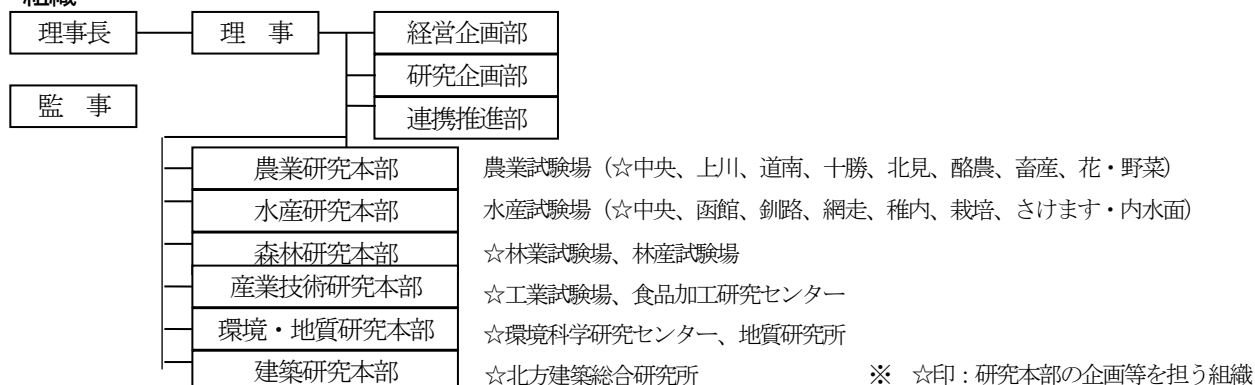 組織
理事長 理　事 経営企画部
研究企画部
監　事
連携推進部
農業研究本部 農業試験場（☆中央、上川、道南、十勝、北見、酪農、畜産、花・野菜）
水産研究本部 水産試験場（☆中央、函館、釧路、網走、稚内、栽培、さけます・内水面）
森林研究本部 ☆林業試験場、林産試験場
産業技術研究本部 ☆工業試験場、食品加工研究センター
環境・地質研究本部 ☆環境科学研究センター、地質研究所
建築研究本部 ☆北方建築総合研究所 ※ ☆印：研究本部の企画等を担う組織